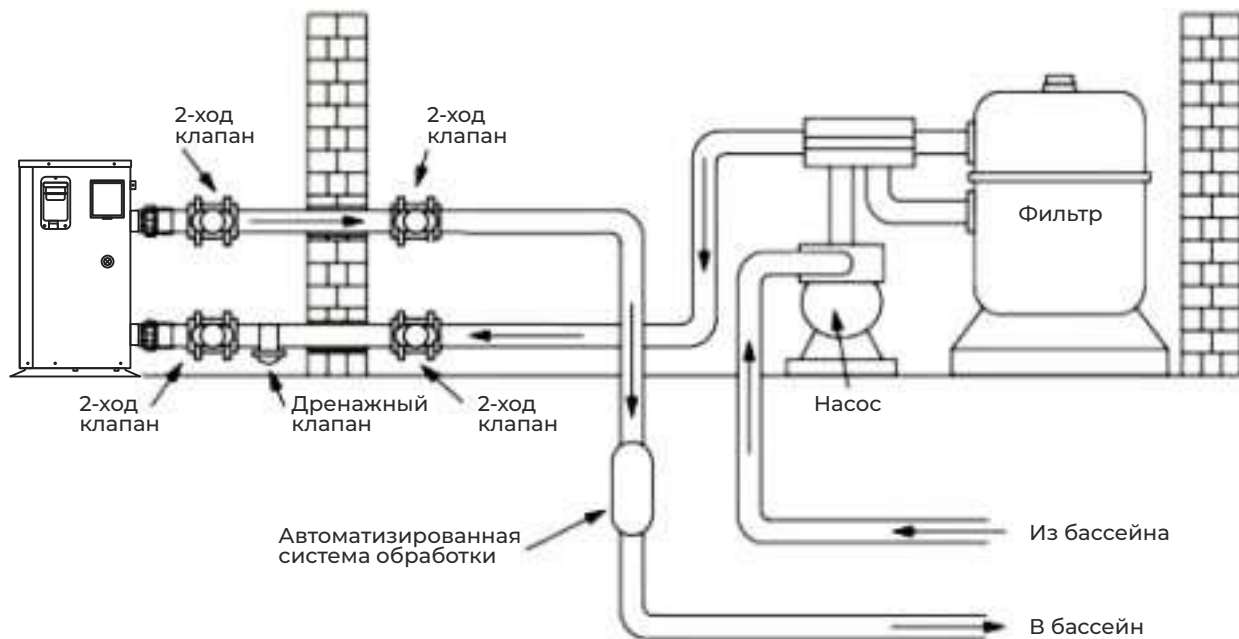 2-ход
клапан
2-ход
клапан
Фильтр
2-ход
клапан
Дренажный
клапан
2-ход
клапан
Насос
Автоматизированная
система обработки
Из бассейна
В бассейн